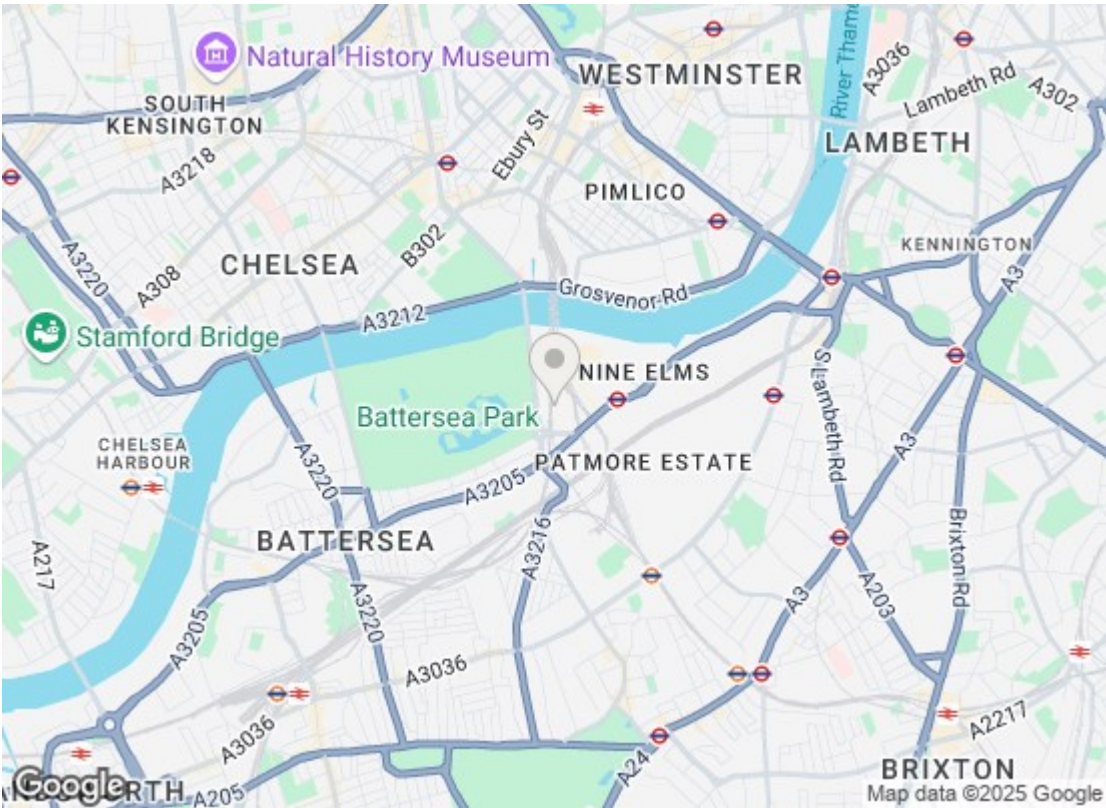 Natural History Museum
WESTMINSTER
River Thame
A3036
Lambeth Rd
A302
SOUTH
KENSINGTON
A3218
Ebury St
LAMBETH
PIMLICO
B302
KENNINGTON
A3220
A308
CHELSEA
A3
Grosvenor Rd
A3212
Stamford Bridge
NINE ELMS
Battersea Park
S Lambeth Rd
CHELSEA
HARBOUR
A3220
A3205
PATMORE ESTATE
A3
BATTERSEA
A3216
A217
Brixton Rd
A3205
A3220
A3
A203
A3036
A3036
A24
A2217
BRIXTON
Google
A205
Map data ©2025 Google